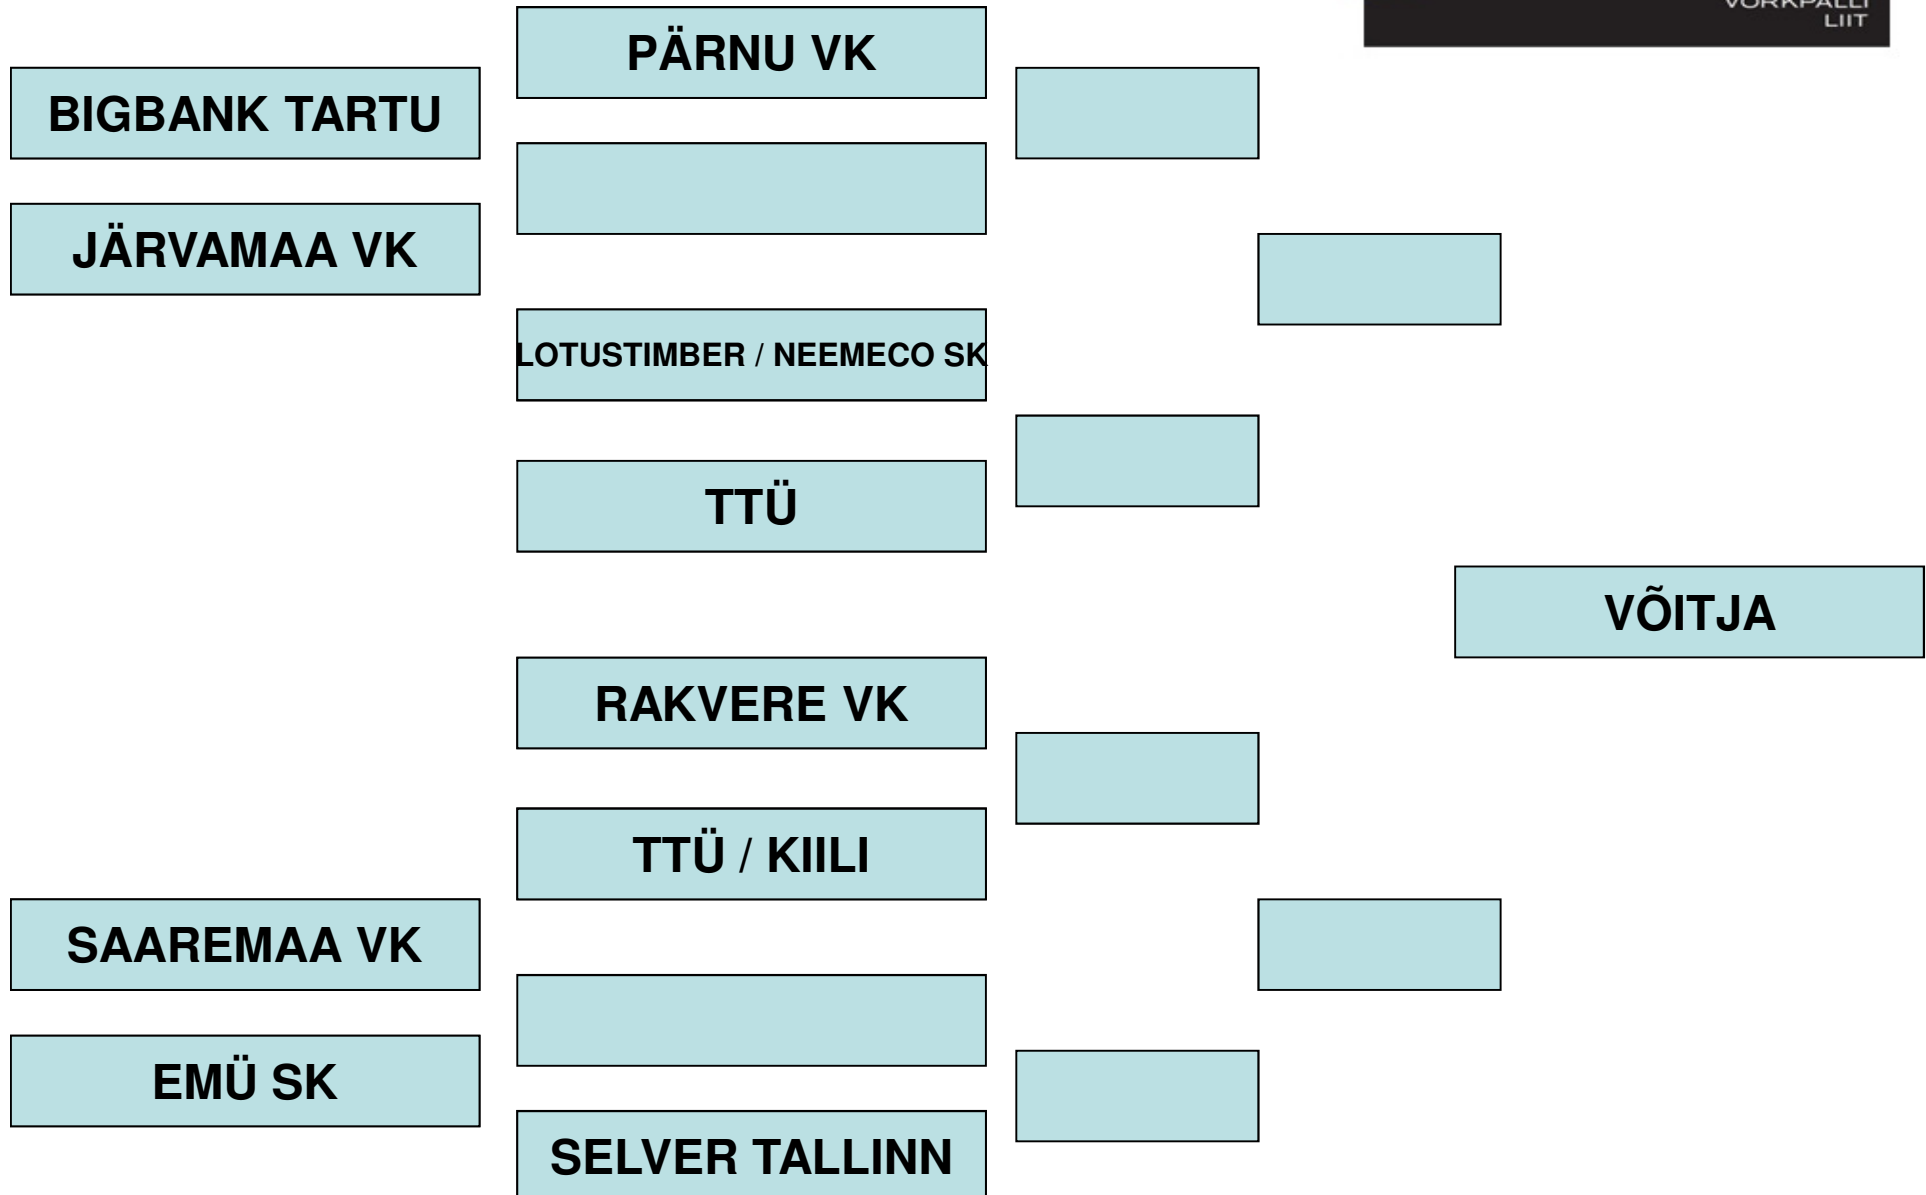 VÕRKPALLI
LIIT
PÄRNU VK
BIGBANK TARTU
JÄRVAMAA VK
LOTUSTIMBER / NEEMECO SK
TTÜ
VÕITJA
RAKVERE VK
TTÜ / KIILI
SAAREMAA VK
EMÜ SK
SELVER TALLINN